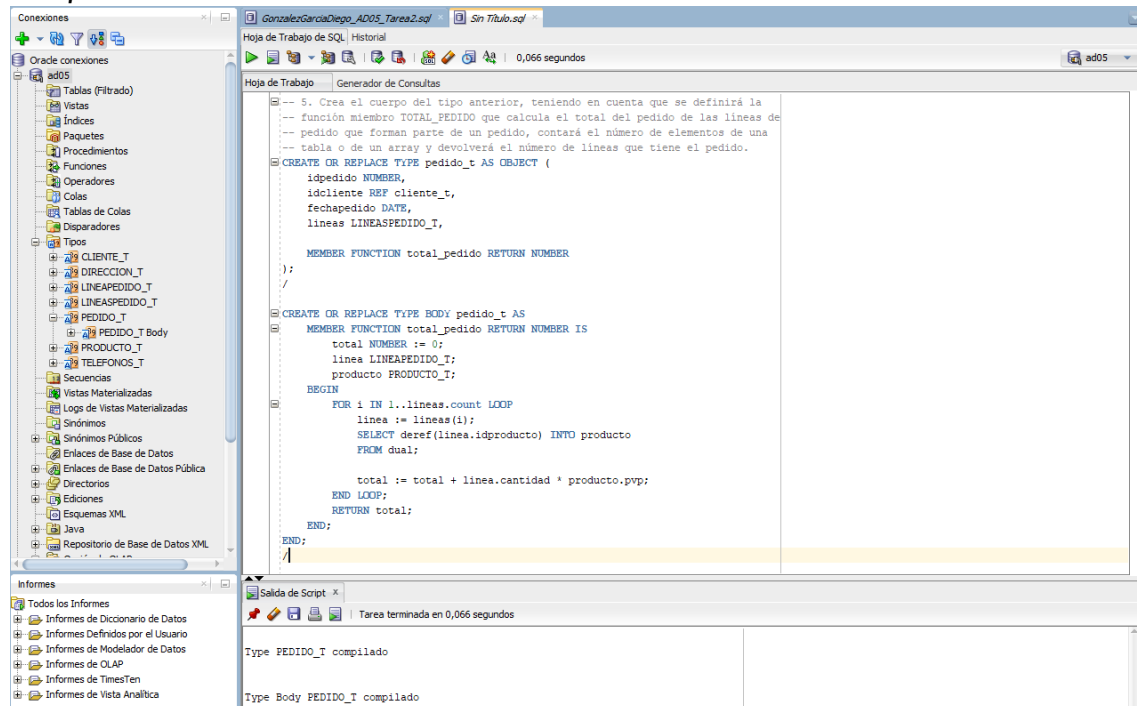 Conexiones
Oracle conexiones
ad05
Tablas (Filtrado)
Vistas
Índices
Paquetes
Procedimientos
Funciones
Operadores
Colas
Tablas de Colas
Disparadores
Tipos
CLIENTE_T
DIRECCION_T
LINEAPEDIDO_T
LINEASPEDIDO_T
PEDIDO_T
PEDIDO_T Body
PRODUCTO_T
TELEFONOS_T
Secuencias
Vistas Materializadas
Logs de Vistas Materializadas
Sinónimos
Sinónimos Públicos
Enlaces de Base de Datos
Enlaces de Base de Datos Pública
Directorios
Ediciones
Esquemas XML
Java
Repositorio de Base de Datos XML
Informes
Todos los Informes
Informes de Diccionario de Datos
Informes Definidos por el Usuario
Informes de Modelador de Datos
Informes de OLAP
Informes de TimesTen
Informes de Vista Analítica
GonzalezGarciaDiego_AD05_Tarea2.sql Sin Título.sql
Hoja de Trabajo de SQL Historial
0,066 segundos ad05
Hoja de Trabajo Generador de Consultas
-- 5. Crea el cuerpo del tipo anterior, teniendo en cuenta que se definirá la
-- función miembro TOTAL_PEDIDO que calcula el total del pedido de las líneas de
-- pedido que forman parte de un pedido, contará el número de elementos de una
-- tabla o de un array y devolverá el número de líneas que tiene el pedido.
CREATE OR REPLACE TYPE pedido_t AS OBJECT (
idpedido NUMBER,
idcliente REF cliente_t,
fechapedido DATE,
lineas LINEASPEDIDO_T,
MEMBER FUNCTION total_pedido RETURN NUMBER
);
/
CREATE OR REPLACE TYPE BODY pedido_t AS
MEMBER FUNCTION total_pedido RETURN NUMBER IS
total NUMBER := 0;
linea LINEAPEDIDO_T;
producto PRODUCTO_T;
BEGIN
FOR i IN 1..lineas.count LOOP
linea := lineas(i);
SELECT deref(linea.idproducto) INTO producto
FROM dual;
total := total + linea.cantidad * producto.pvp;
END LOOP;
RETURN total;
END;
END;
/
Salida de Script
Tarea terminada en 0,066 segundos
Type PEDIDO_T compilado
Type Body PEDIDO_T compilado